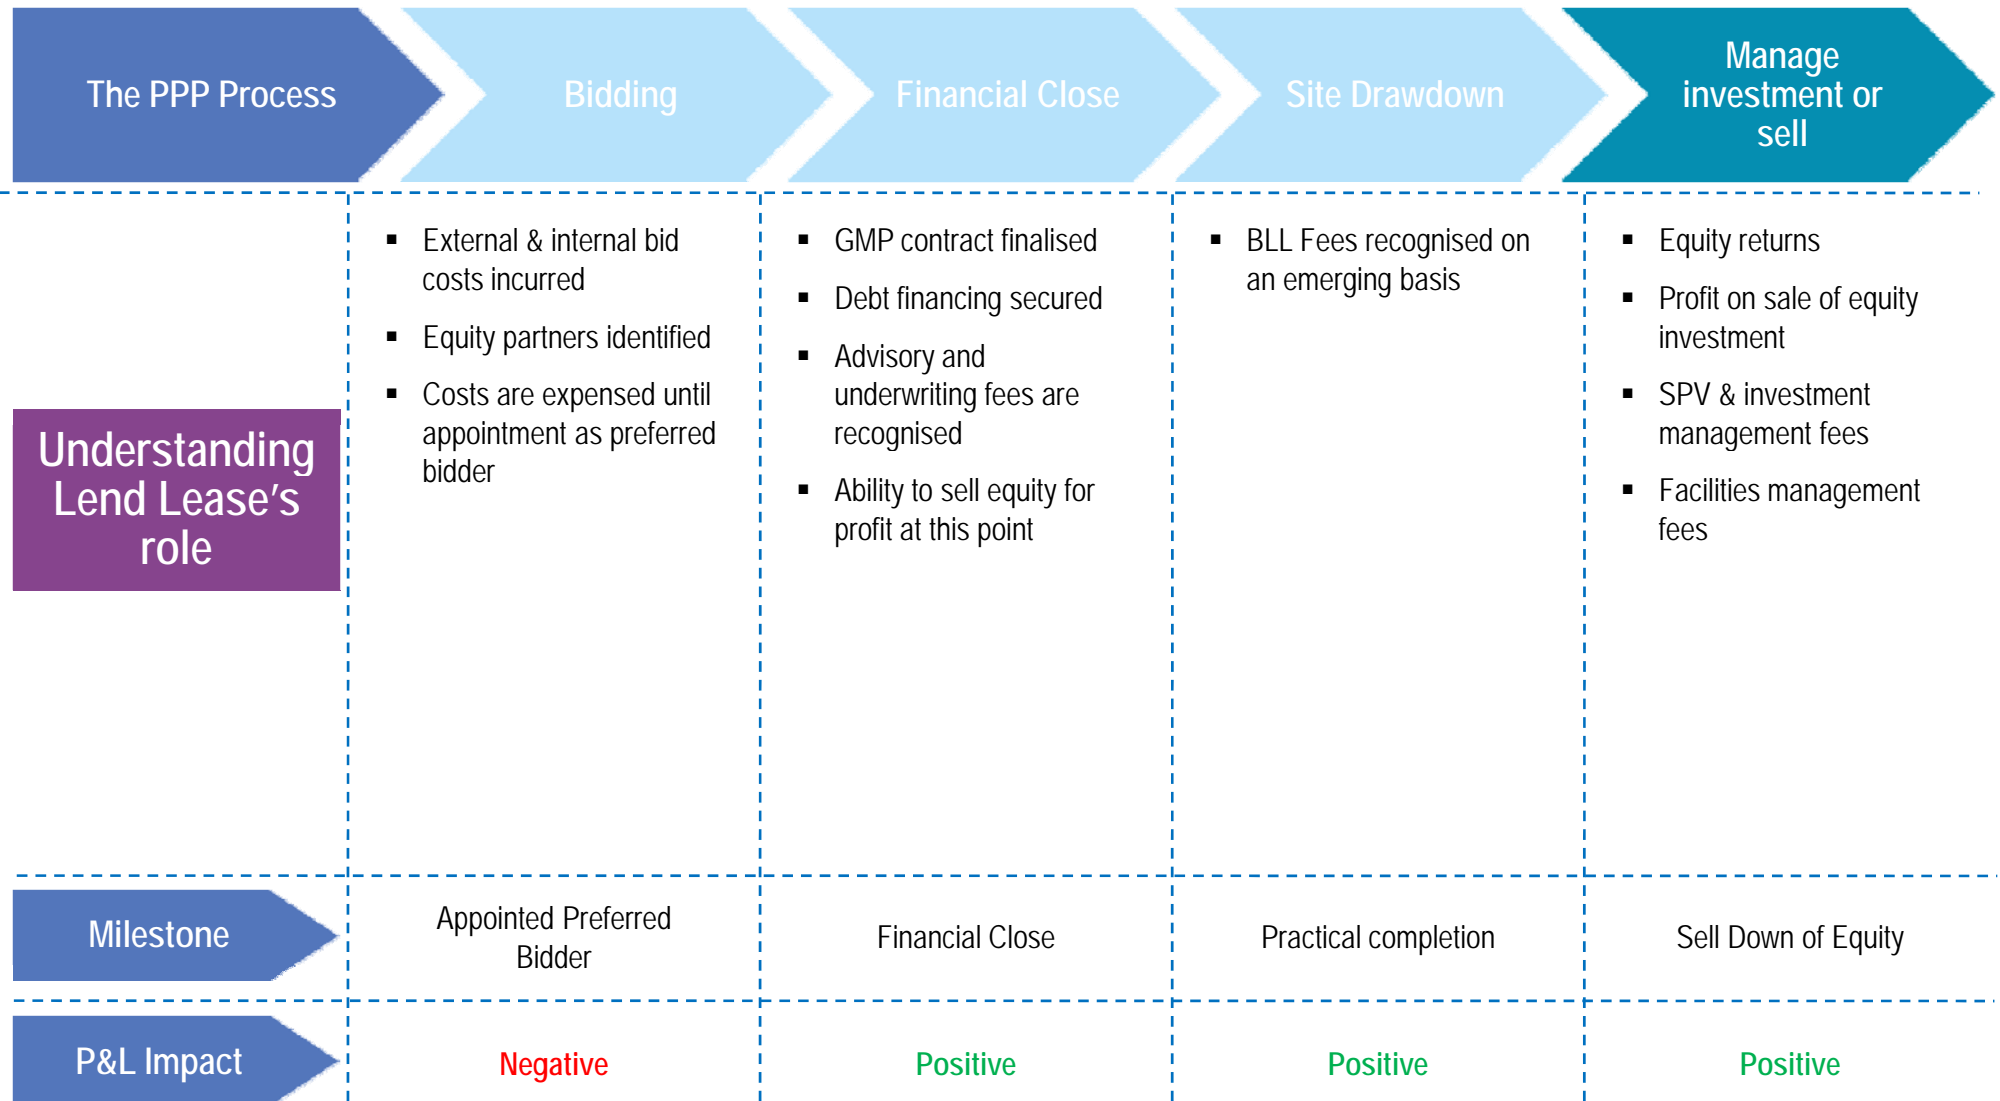 The PPP Process
Bidding
Financial Close
Site Drawdown
Manage
investment or
sell
Understanding
Lend Lease's
role
▪ External & internal bid
costs incurred
▪ Equity partners identified
▪ Costs are expensed until
appointment as preferred
bidder
▪ GMP contract finalised
▪ Debt financing secured
▪ Advisory and
underwriting fees are
recognised
▪ Ability to sell equity for
profit at this point
▪ BLL Fees recognised on
an emerging basis
▪ Equity returns
▪ Profit on sale of equity
investment
▪ SPV & investment
management fees
▪ Facilities management
fees
Milestone
Appointed Preferred
Bidder
Financial Close
Practical completion
Sell Down of Equity
P&L Impact
Negative
Positive
Positive
Positive